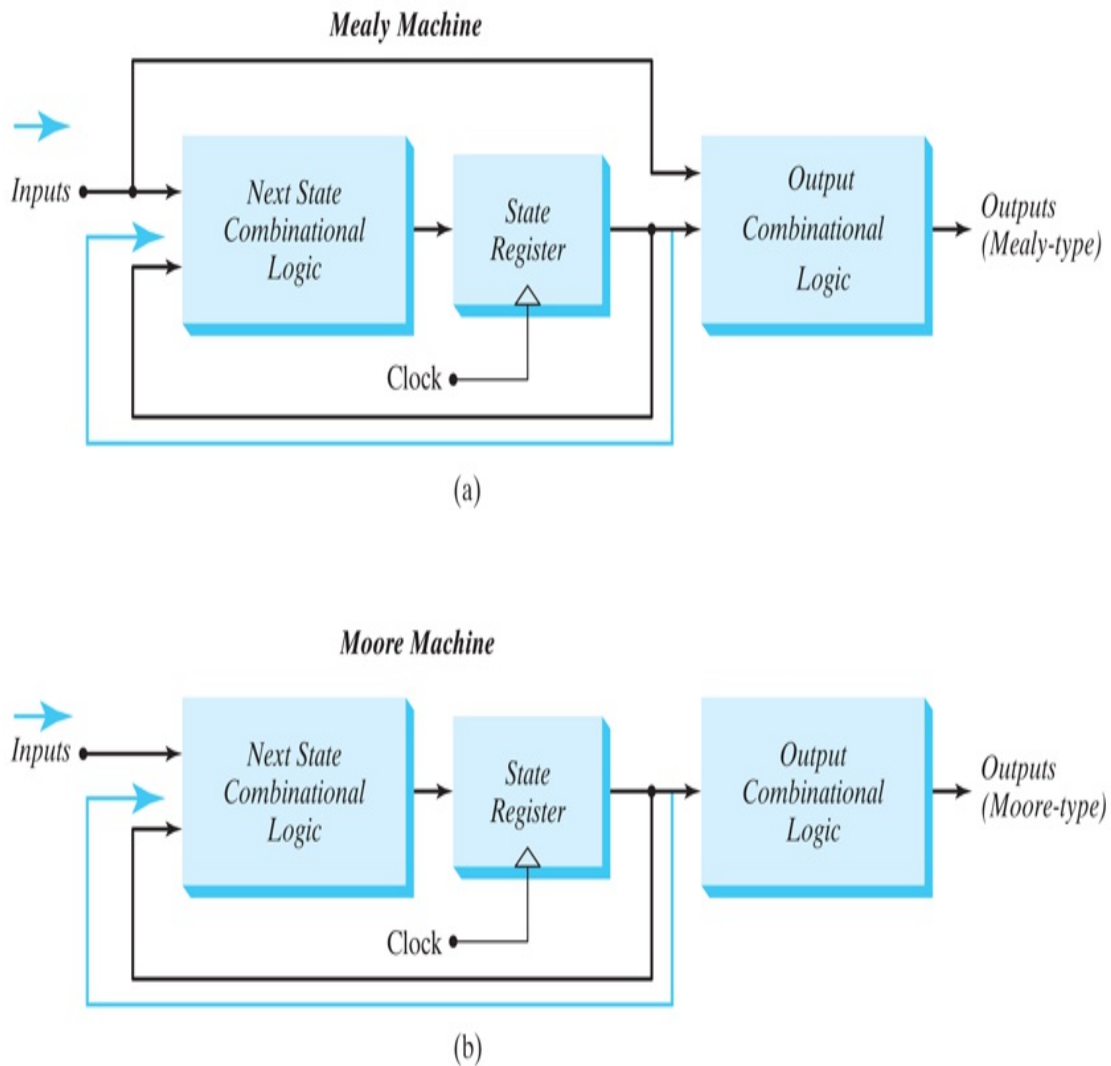 Mealy Machine
Inputs
Next State
Combinational
Logic
State
Register
Output
Combinational
Logic
Outputs
(Mealy-type)
Clock
(a)
Moore Machine
Inputs
Next State
Combinational
Logic
State
Register
Output
Combinational
Logic
Outputs
(Moore-type)
Clock
(b)